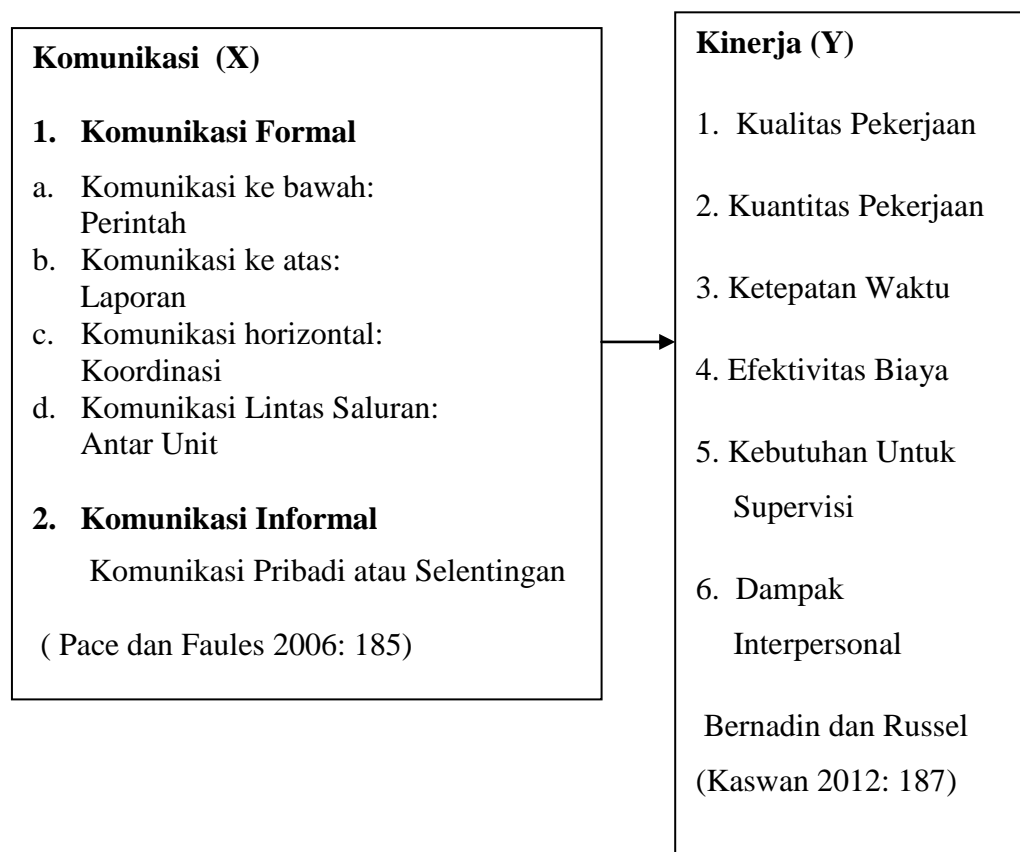 Komunikasi (X)
1. Komunikasi Formal
a. Komunikasi ke bawah:
Perintah
b. Komunikasi ke atas:
Laporan
c. Komunikasi horizontal:
Koordinasi
d. Komunikasi Lintas Saluran:
Antar Unit
2. Komunikasi Informal
Komunikasi Pribadi atau Selentingan
( Pace dan Faules 2006: 185)
Kinerja (Y)
1. Kualitas Pekerjaan
2. Kuantitas Pekerjaan
3. Ketepatan Waktu
4. Efektivitas Biaya
5. Kebutuhan Untuk
Supervisi
6. Dampak
Interpersonal
Bernadin dan Russel
(Kaswan 2012: 187)